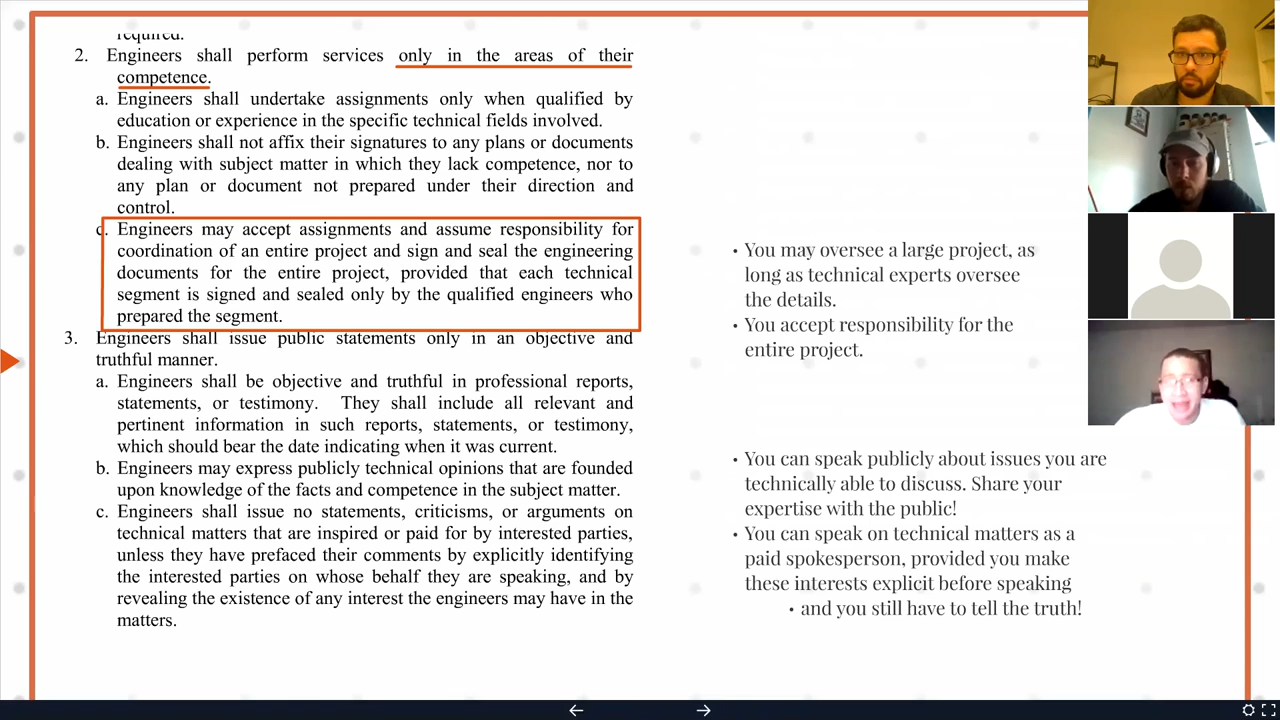 required.
2. Engineers shall perform services only in the areas of their
competence.
a. Engineers shall undertake assignments only when qualified by
education or experience in the specific technical fields involved.
b. Engineers shall not affix their signatures to any plans or documents
dealing with subject matter in which they lack competence, nor to
any plan or document not prepared under their direction and
control.
c. Engineers may accept assignments and assume responsibility for
coordination of an entire project and sign and seal the engineering
documents for the entire project, provided that each technical
segment is signed and sealed only by the qualified engineers who
prepared the segment.
3. Engineers shall issue public statements only in an objective and
truthful manner.
a. Engineers shall be objective and truthful in professional reports,
statements, or testimony. They shall include all relevant and
pertinent information in such reports, statements, or testimony,
which should bear the date indicating when it was current.
b. Engineers may express publicly technical opinions that are founded
upon knowledge of the facts and competence in the subject matter.
c. Engineers shall issue no statements, criticisms, or arguments on
technical matters that are inspired or paid for by interested parties,
unless they have prefaced their comments by explicitly identifying
the interested parties on whose behalf they are speaking, and by
revealing the existence of any interest the engineers may have in the
matters.
• You may oversee a large project, as
long as technical experts oversee
the details.
• You accept responsibility for the
entire project.
• You can speak publicly about issues you are
technically able to discuss. Share your
expertise with the public!
• You can speak on technical matters as a
paid spokesperson, provided you make
these interests explicit before speaking
• and you still have to tell the truth!